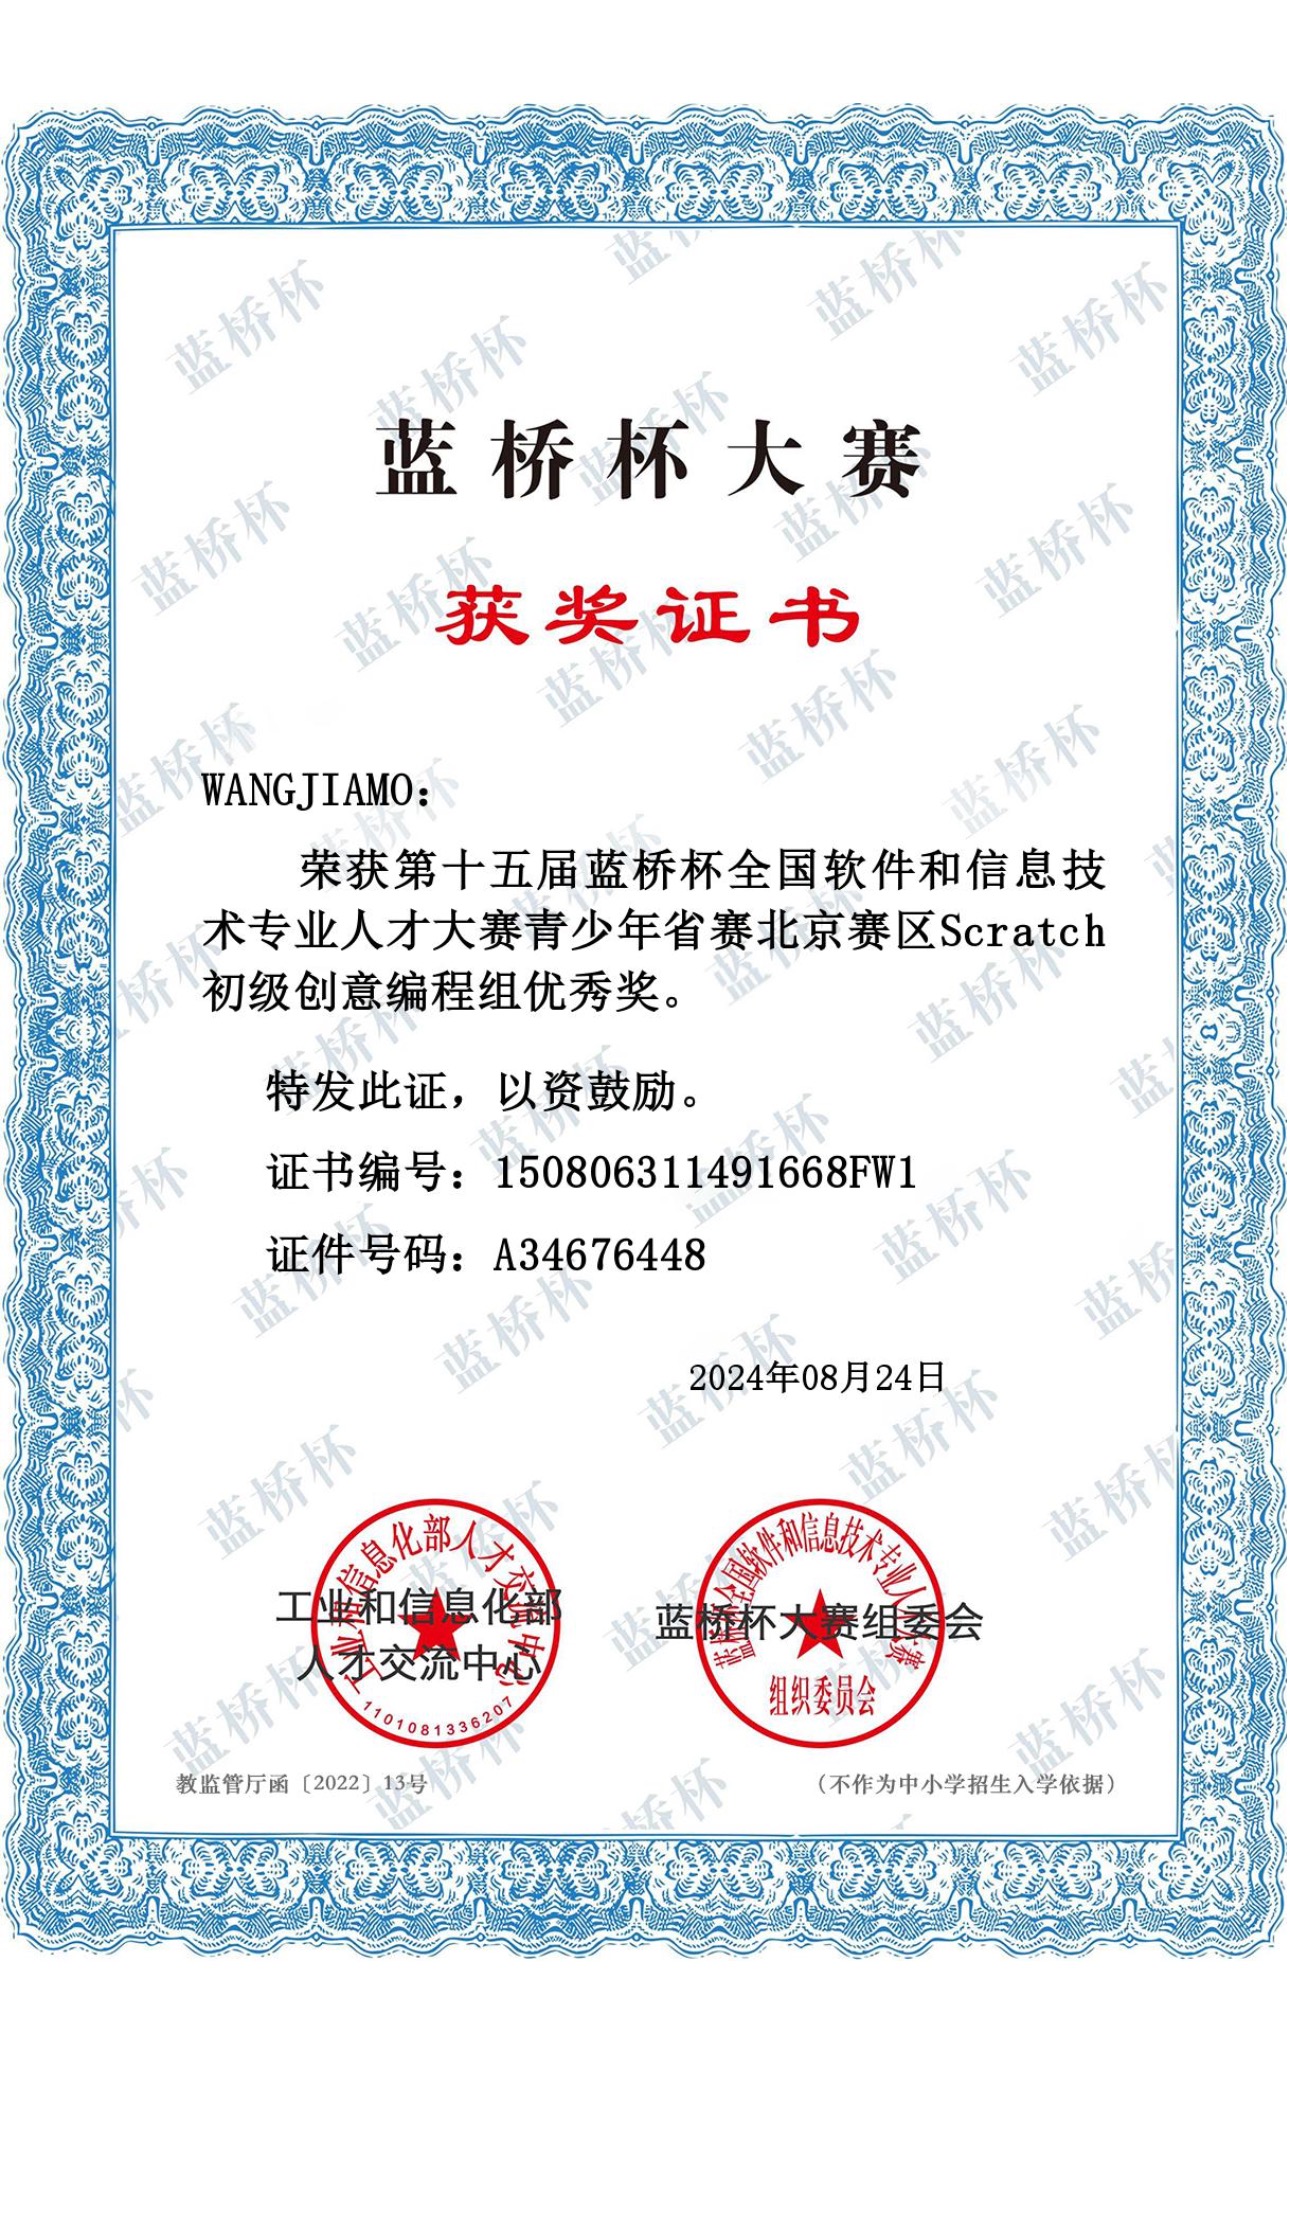 蓝桥杯大赛
获奖证书
WANGJIAMO：
荣获第十五届蓝桥杯全国软件和信息技
术专业人才大赛青少年省赛北京赛区Scratch
初级创意编程组优秀奖。
特发此证，以资鼓励。
证书编号：150806311491668FW1
证件号码：A34676448
2024年08月24日
工业和信息化部人才交流中心
工业和信息化部
人才交流中心
1101081336207
蓝桥杯全国软件和信息技术专业人才大赛
蓝桥杯大赛组委会
组织委员会
教监管厅函〔2022〕13号
（不作为中小学招生入学依据）
蓝桥杯